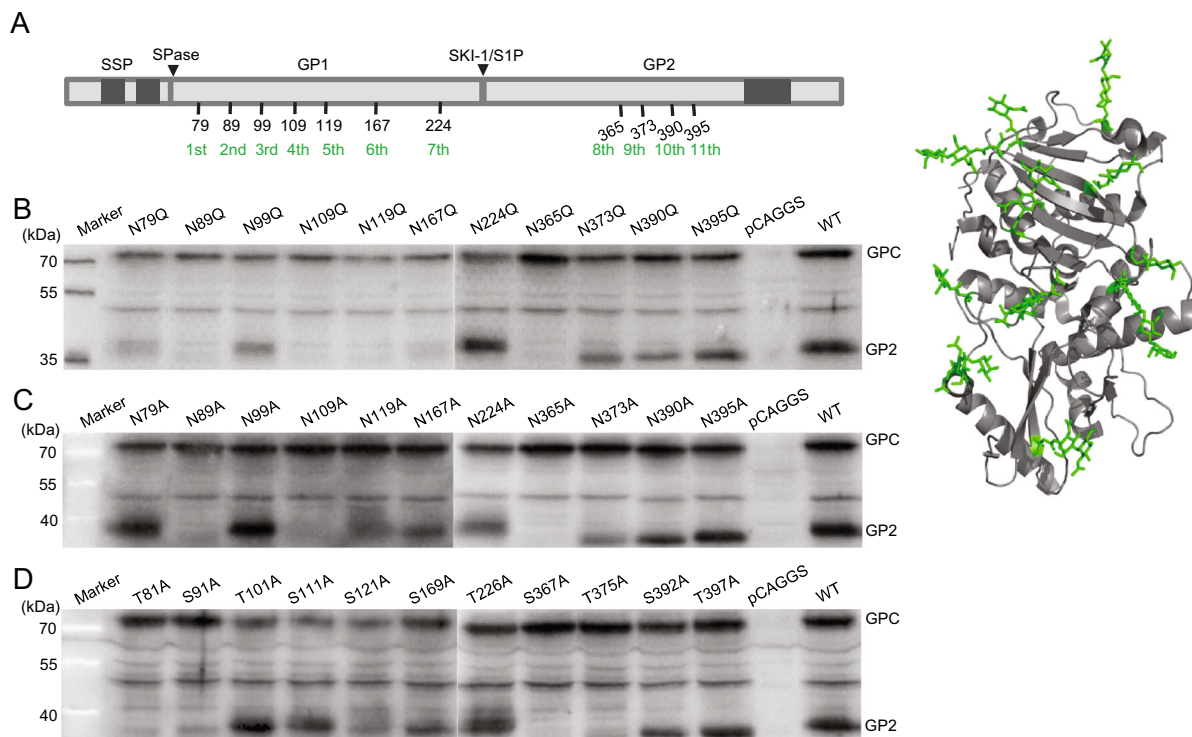 A
SSP SPase GP1 SKI-1/S1P GP2
79 89 99 109 119 167 224 365 373 390 395
1st 2nd 3rd 4th 5th 6th 7th 8th 9th 10th 11th
B
Marker N79Q N89Q N99Q N109Q N119Q N167Q N224Q N365Q N373Q N390Q N395Q pCAGGS WT
(kDa)
70 GPC
55
35 GP2
C
Marker N79A N89A N99A N109A N119A N167A N224A N365A N373A N390A N395A pCAGGS WT
(kDa)
70 GPC
55
40 GP2
D
Marker T81A S91A T101A S111A S121A S169A T226A S367A T375A S392A T397A pCAGGS WT
(kDa)
70 GPC
55
40 GP2